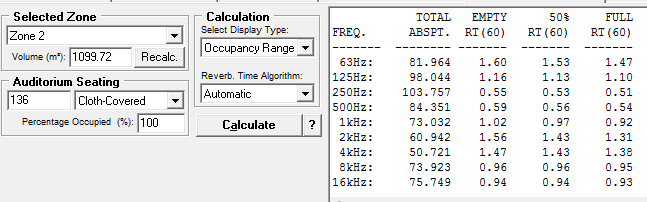 Selected Zone
Zone 2
Volume (m³): 1099.72 Recalc.
Auditorium Seating
136 Cloth-Covered
Percentage Occupied (%): 100
Calculation
Select Display Type:
Occupancy Range
Reverb. Time Algorithm:
Automatic
Calculate ?
TOTAL EMPTY 50% FULL
FREQ. ABSPT. RT(60) RT(60) RT(60)
------- ------- ------- ------- -------
63Hz: 81.964 1.60 1.53 1.47
125Hz: 98.044 1.16 1.13 1.10
250Hz: 103.757 0.55 0.53 0.51
500Hz: 84.351 0.59 0.56 0.54
1kHz: 73.032 1.02 0.97 0.92
2kHz: 60.942 1.56 1.43 1.31
4kHz: 50.721 1.47 1.43 1.38
8kHz: 73.923 0.96 0.96 0.95
16kHz: 75.749 0.94 0.94 0.93